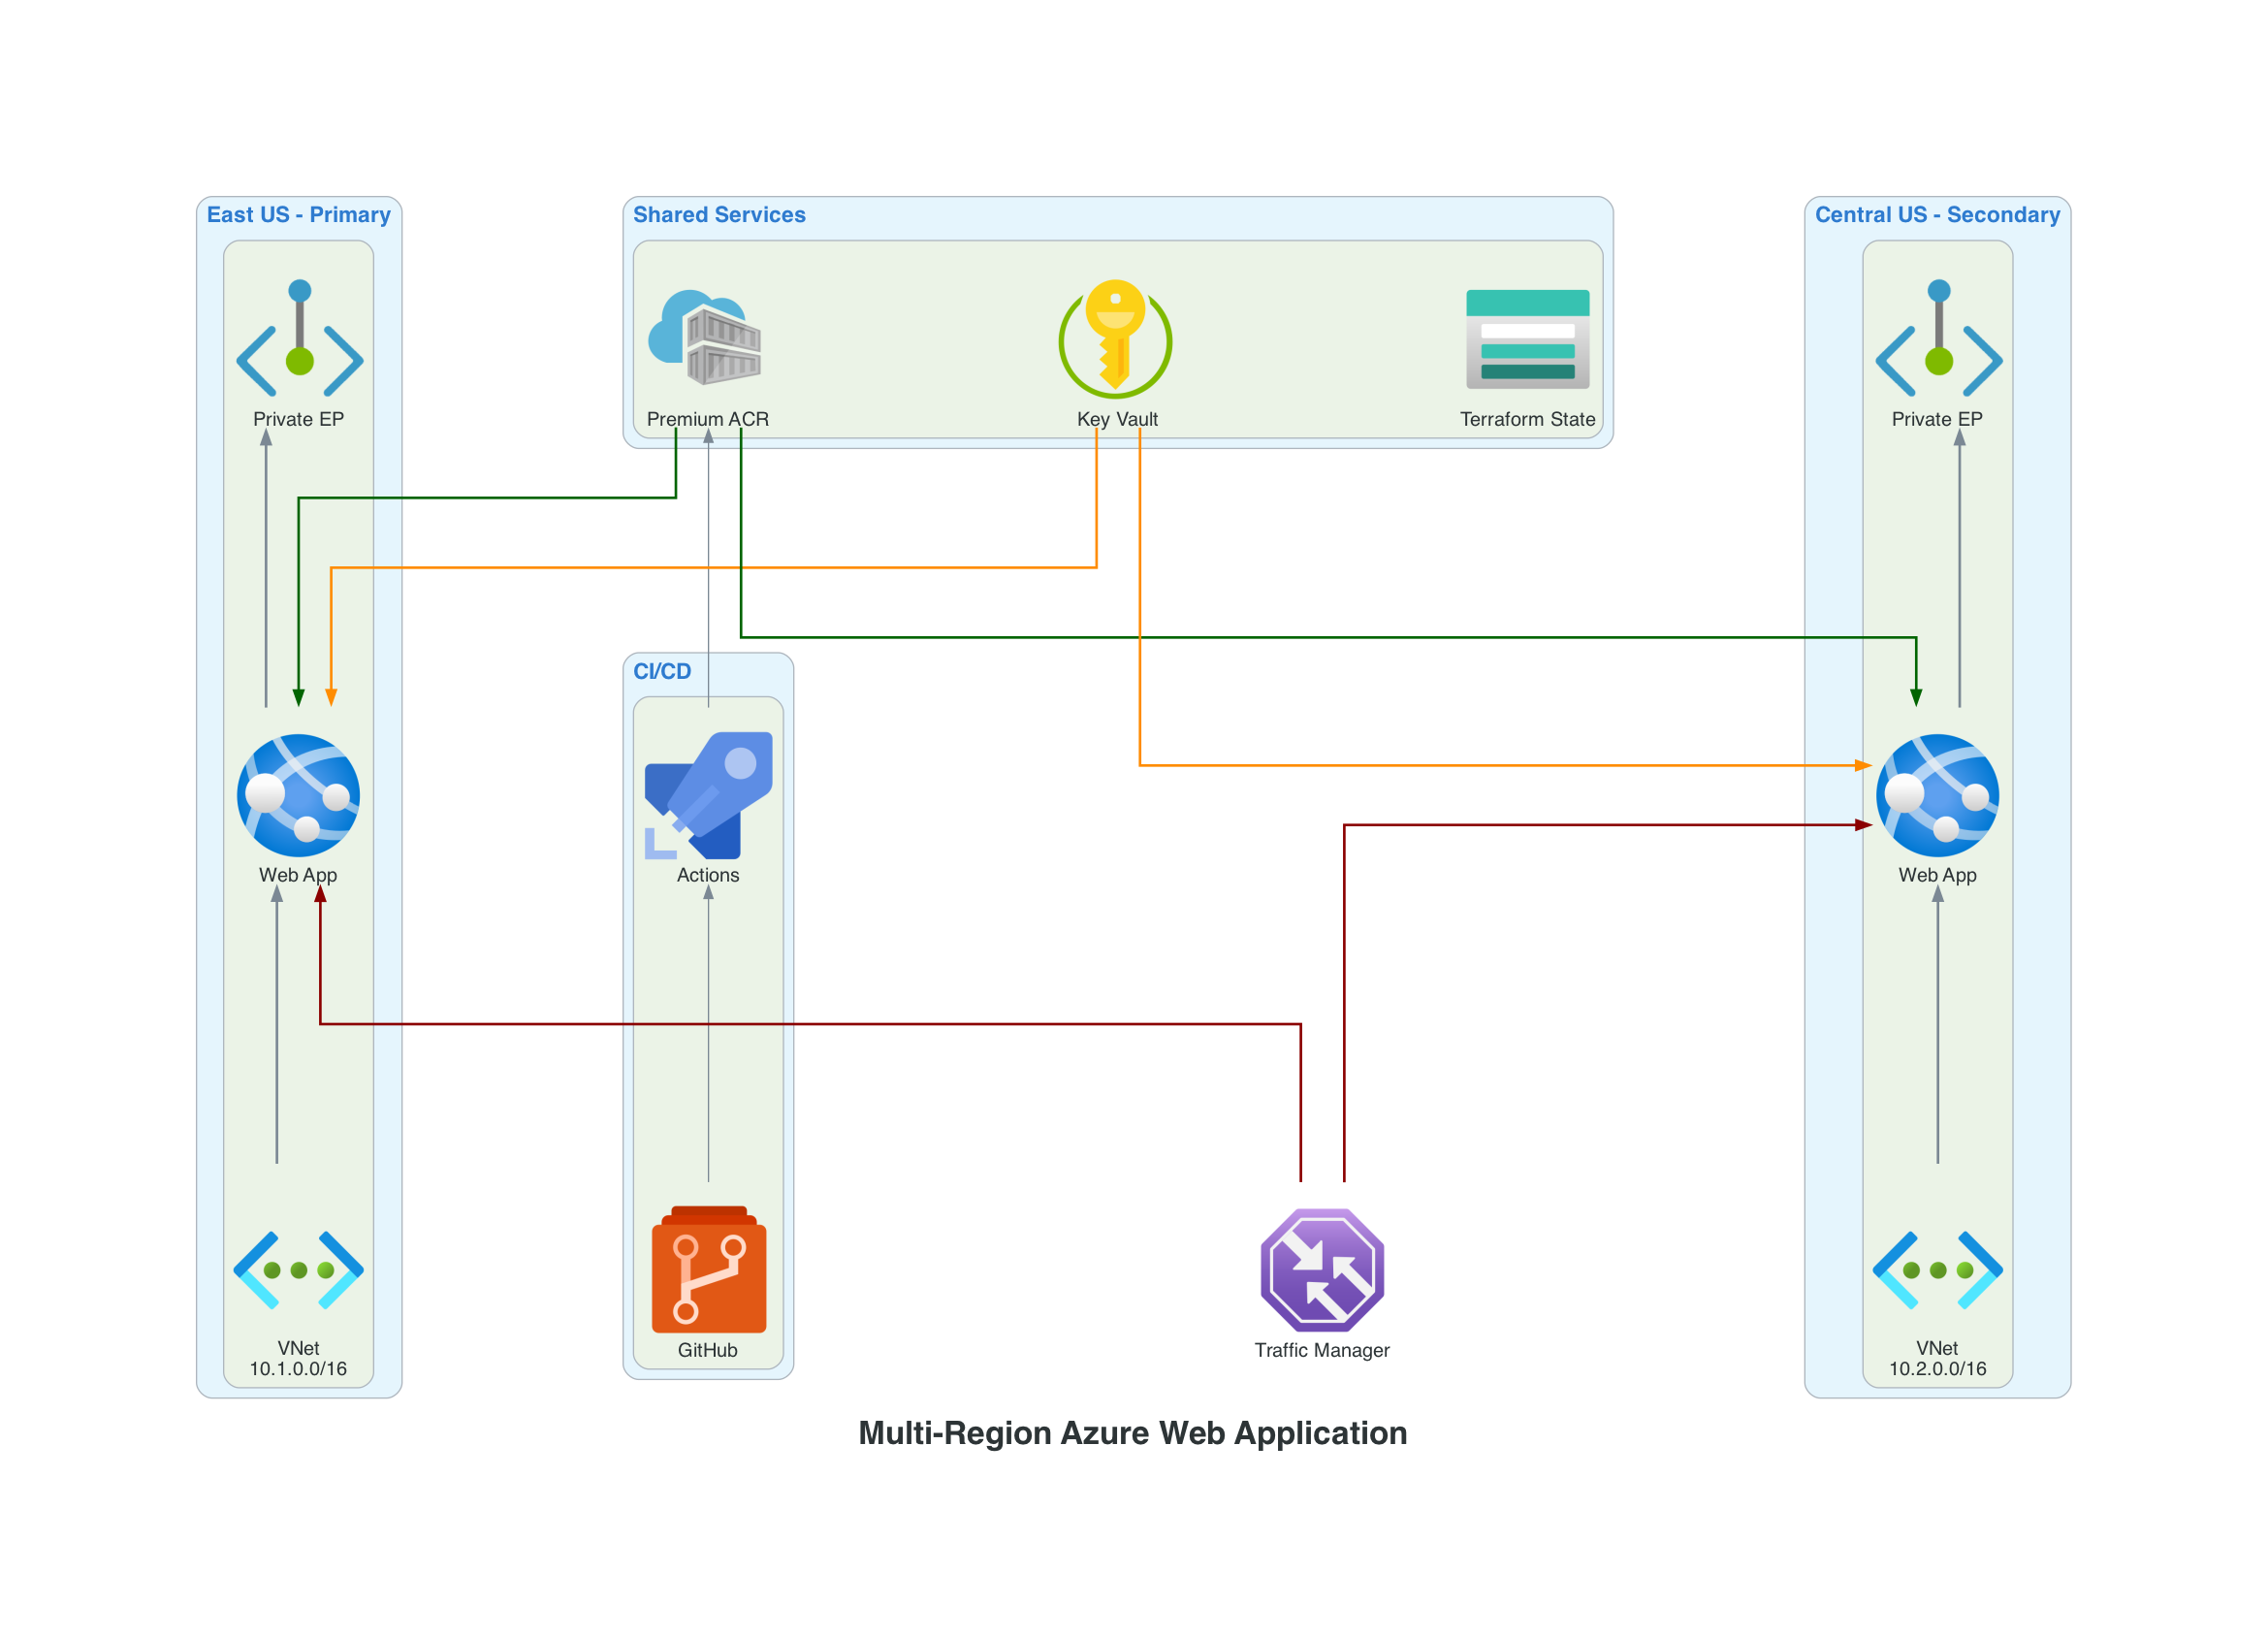 East US - Primary
Private EP
Web App
VNet
10.1.0.0/16
Shared Services
Premium ACR
Key Vault
Terraform State
CI/CD
Actions
GitHub
Traffic Manager
Central US - Secondary
Private EP
Web App
VNet
10.2.0.0/16
Multi-Region Azure Web Application